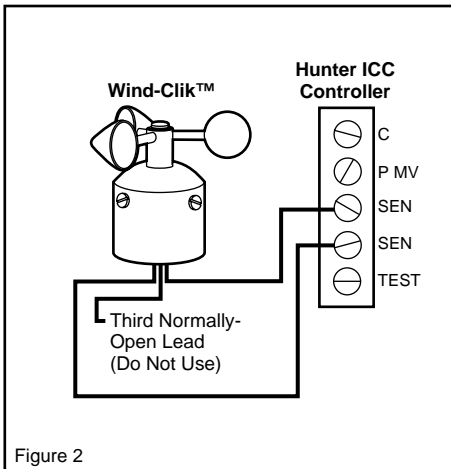 Wind-Clik™
Hunter ICC
Controller
C
P MV
SEN
SEN
TEST
Third Normally-
Open Lead
(Do Not Use)
Figure 2